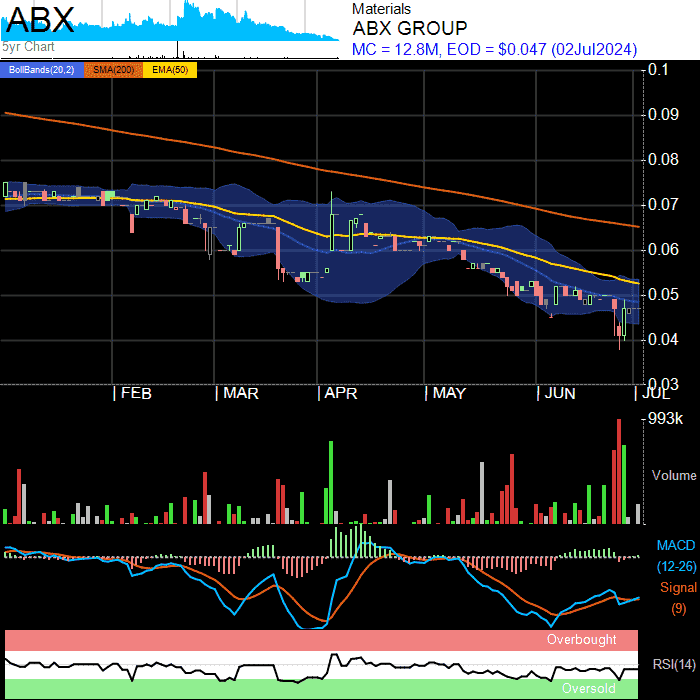 ABX
5yr Chart
Materials
ABX GROUP
MC = 12.8M, EOD = $0.047 (02Jul2024)
BollBands(20,2) SMA(200) EMA(50)
0.1
0.09
0.08
0.07
0.06
0.05
0.04
0.03
FEB MAR APR MAY JUN JUL
993k
Volume
MACD
(12-26)
Signal
(9)
Overbought
RSI(14)
Oversold